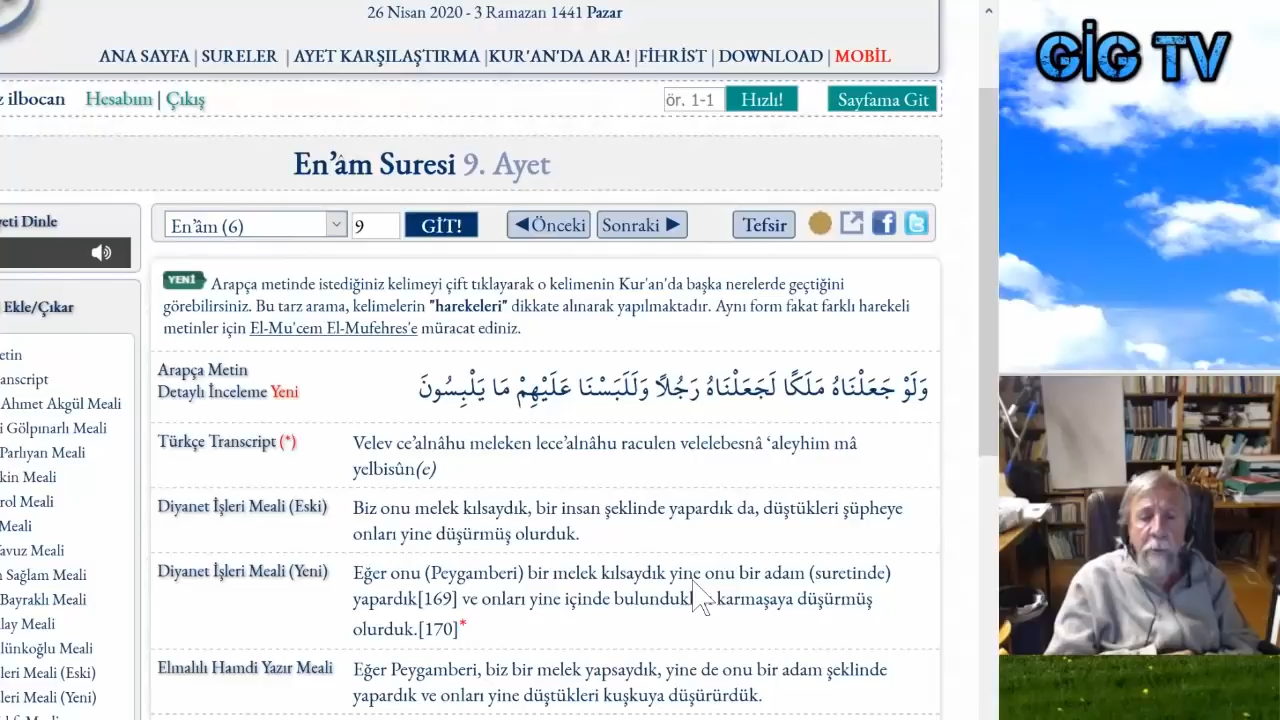 26 Nisan 2020 - 3 Ramazan 1441 Pazar
ANA SAYFA | SURELER | AYET KARŞILAŞTIRMA |KUR'AN'DA ARA! |FİHRİST | DOWNLOAD | MOBİL
GİG TV
z ilbocan Hesabım | Çıkış ör. 1-1 Hızlı! Sayfama Git
En'âm Suresi 9. Ayet
yeti Dinle
En'âm (6) 9 GİT! ◄Önceki Sonraki ► Tefsir
Ekle/Çıkar
etin
anscript
Ahmet Akgül Meali
i Gölpınarlı Meali
Parlıyan Meali
kin Meali
rol Meali
Meali
avuz Meali
n Sağlam Meali
Bayraklı Meali
lay Meali
lünkoğlu Meali
leri Meali (Eski)
leri Meali (Yeni)
YENİ Arapça metinde istediğiniz kelimeyi çift tıklayarak o kelimenin Kur'an'da başka nerelerde geçtiğini
görebilirsiniz. Bu tarz arama, kelimelerin "harekeleri" dikkate alınarak yapılmaktadır. Aynı form fakat farklı harekeli
metinler için El-Mu'cem El-Mufehres'e müracat ediniz.
Arapça Metin
Detaylı İnceleme Yeni
وَلَوْ جَعَلْنَاهُ مَلَكًا لَجَعَلْنَاهُ رَجُلًا وَلَلَبَسْنَا عَلَيْهِمْ مَا يَلْبِسُونَ
Türkçe Transcript (*)
Velev ce'alnâhu meleken lece'alnâhu raculen velelebesnâ 'aleyhim mâ
yelbisûn(e)
Diyanet İşleri Meali (Eski)
Biz onu melek kılsaydık, bir insan şeklinde yapardık da, düştükleri şüpheye
onları yine düşürmüş olurduk.
Diyanet İşleri Meali (Yeni)
Eğer onu (Peygamberi) bir melek kılsaydık yine onu bir adam (suretinde)
yapardık[169] ve onları yine içinde bulundukl karmaşaya düşürmüş
olurduk.[170]*
Elmalılı Hamdi Yazır Meali
Eğer Peygamberi, biz bir melek yapsaydık, yine de onu bir adam şeklinde
yapardık ve onları yine düştükleri kuşkuya düşürürdük.